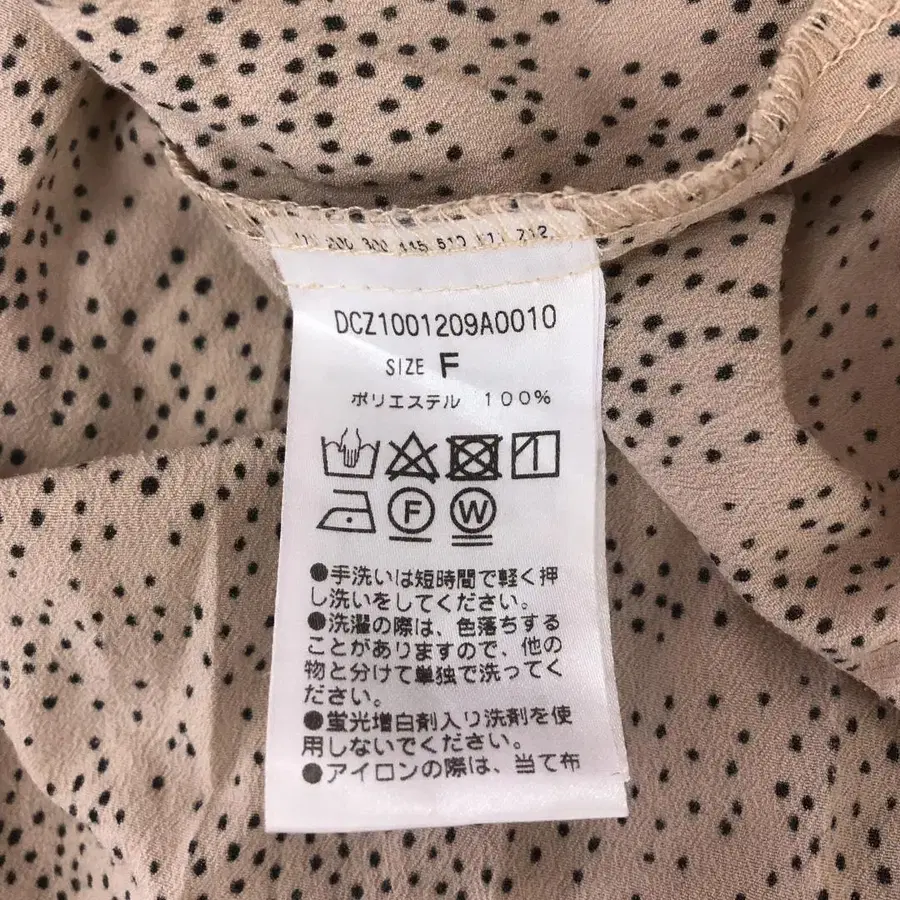 DCZ1001209A0010
SIZE F
ポリエステル 100%
F W
●手洗いは短時間で軽く押
し洗いをしてください。
●洗濯の際は、色落ちする
ことがありますので、他の
物と分けて単独で洗ってく
ださい。
●蛍光増白剤入り洗剤を使
用しないでください。
●アイロンの際は、当て布